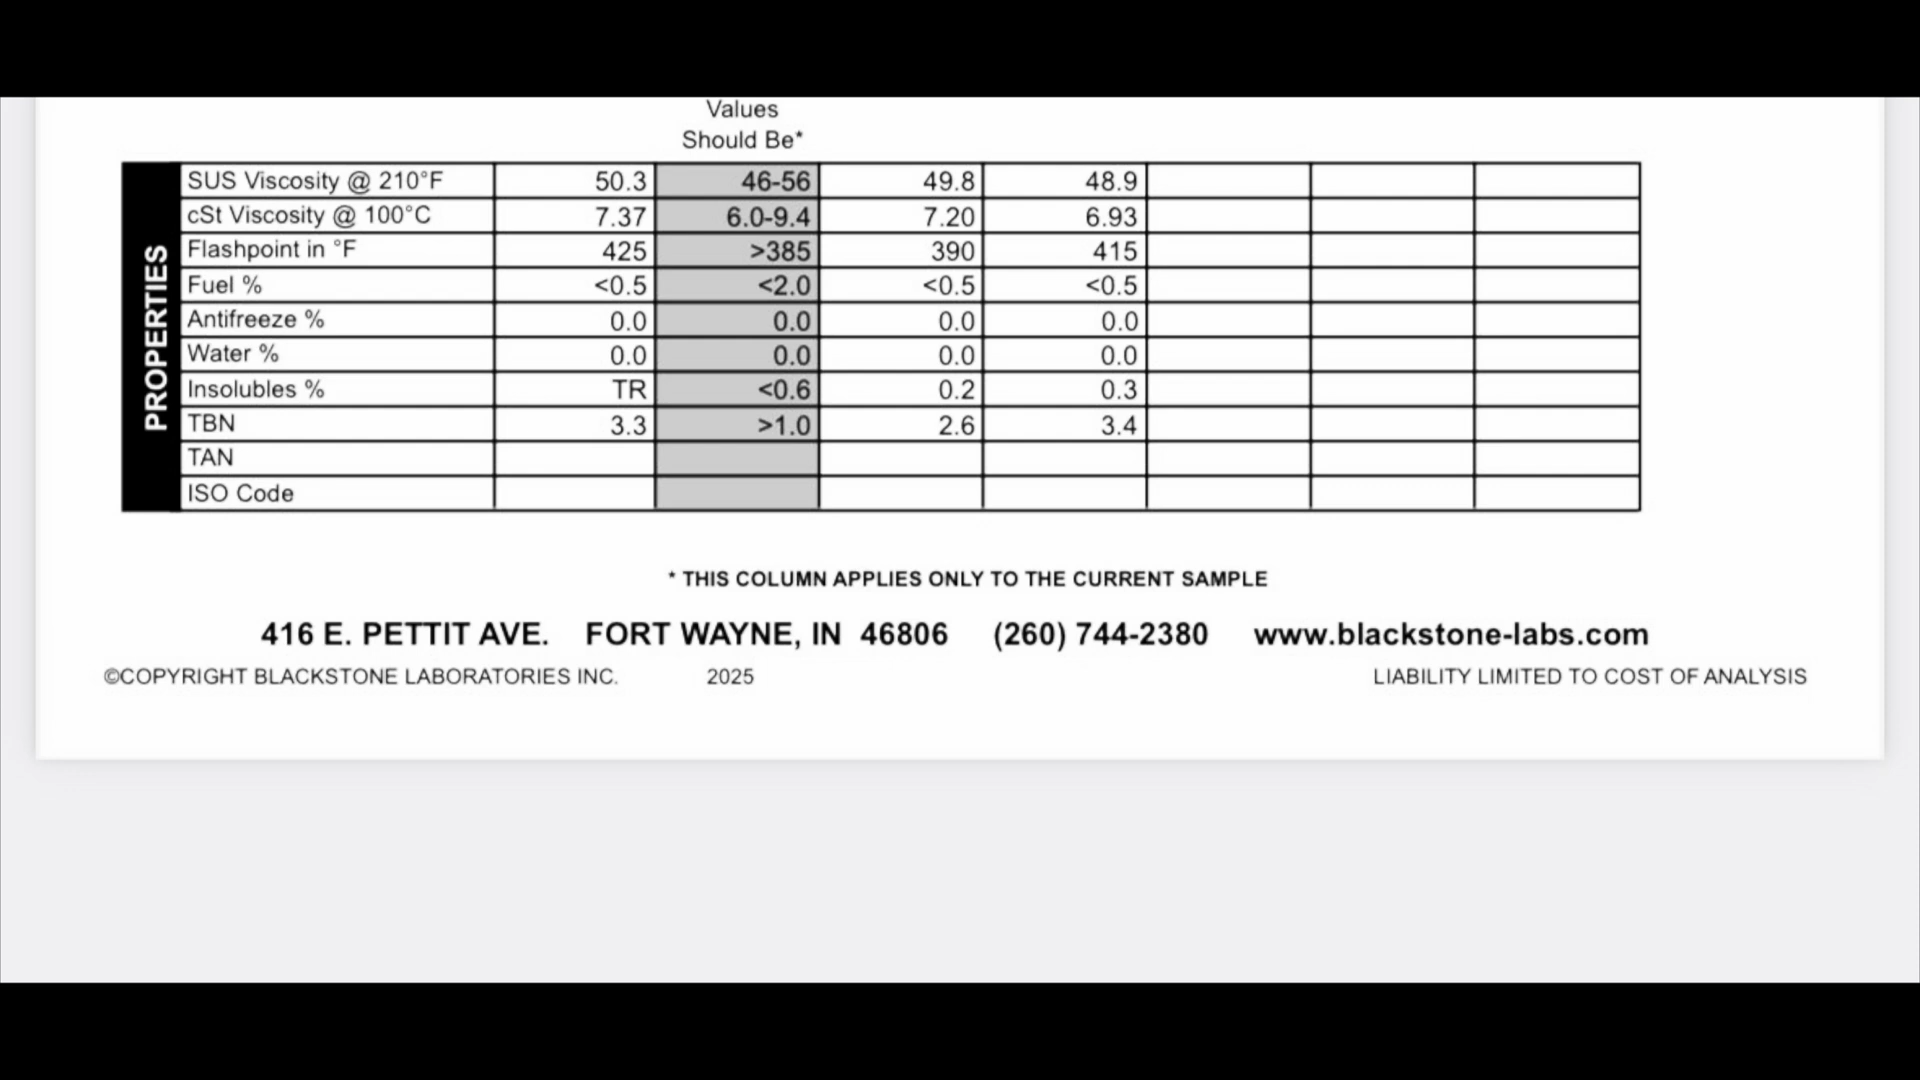 Values
Should Be*
PROPERTIES
SUS Viscosity @ 210°F 50.3 46-56 49.8 48.9
cSt Viscosity @ 100°C 7.37 6.0-9.4 7.20 6.93
Flashpoint in °F 425 >385 390 415
Fuel % <0.5 <2.0 <0.5 <0.5
Antifreeze % 0.0 0.0 0.0 0.0
Water % 0.0 0.0 0.0 0.0
Insolubles % TR <0.6 0.2 0.3
TBN 3.3 >1.0 2.6 3.4
TAN
ISO Code
* THIS COLUMN APPLIES ONLY TO THE CURRENT SAMPLE
416 E. PETTIT AVE. FORT WAYNE, IN 46806 (260) 744-2380 www.blackstone-labs.com
©COPYRIGHT BLACKSTONE LABORATORIES INC. 2025 LIABILITY LIMITED TO COST OF ANALYSIS